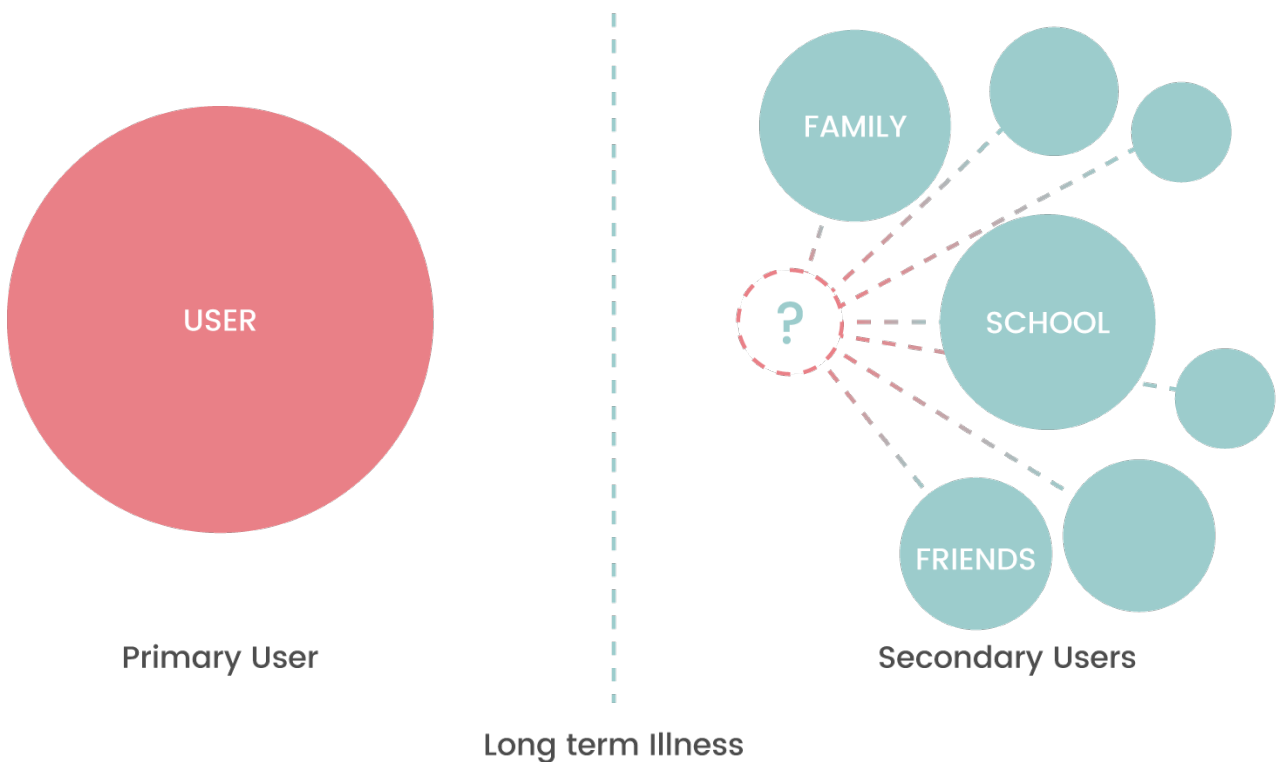 USER
Primary User
FAMILY
?
SCHOOL
FRIENDS
Secondary Users
Long term Illness